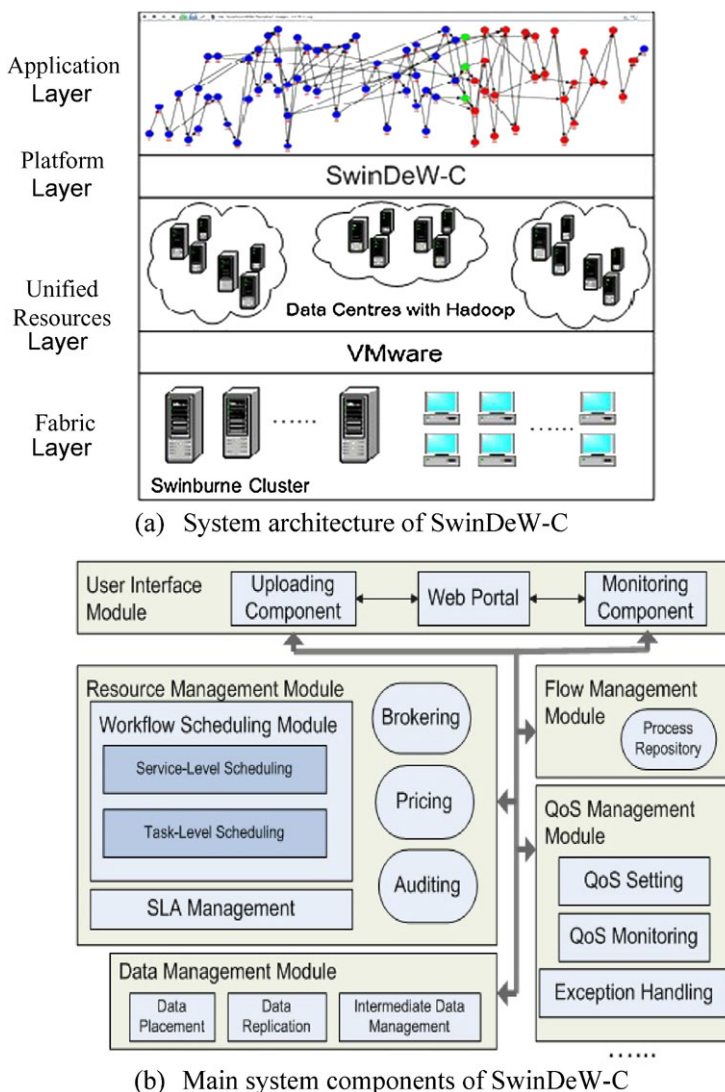 Application
Layer
Platform
Layer
SwinDeW-C
Unified
Resources
Layer
Data Centres with Hadoop
VMware
Fabric
Layer
......
......
Swinburne Cluster
(a) System architecture of SwinDeW-C
User Interface
Module
Uploading
Component
Web Portal
Monitoring
Component
Resource Management Module
Workflow Scheduling Module
Service-Level Scheduling
Task-Level Scheduling
SLA Management
Brokering
Pricing
Auditing
Flow Management
Module
Process
Repository
QoS Management
Module
QoS Setting
QoS Monitoring
Exception Handling
Data Management Module
Data
Placement
Data
Replication
Intermediate Data
Management
......
(b) Main system components of SwinDeW-C